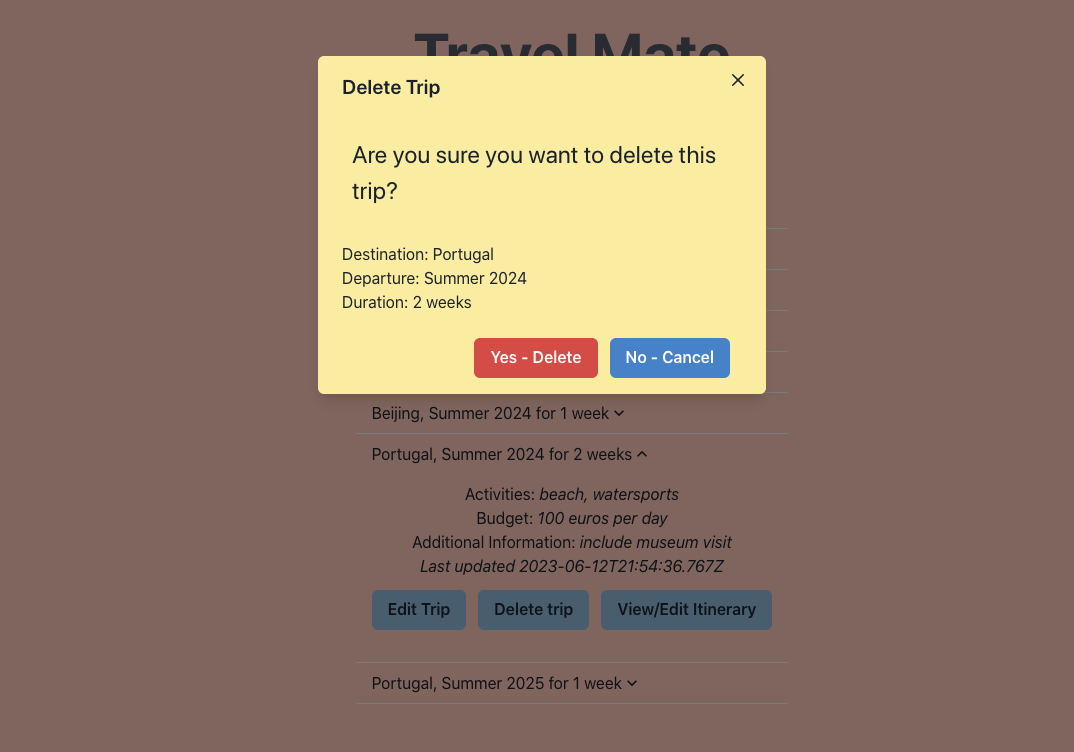 Travel Mate
Delete Trip
Are you sure you want to delete this
trip?
Destination: Portugal
Departure: Summer 2024
Duration: 2 weeks
Yes - Delete
No - Cancel
Beijing, Summer 2024 for 1 week
Portugal, Summer 2024 for 2 weeks
Activities: beach, watersports
Budget: 100 euros per day
Additional Information: include museum visit
Last updated 2023-06-12T21:54:36.767Z
Edit Trip
Delete trip
View/Edit Itinerary
Portugal, Summer 2025 for 1 week